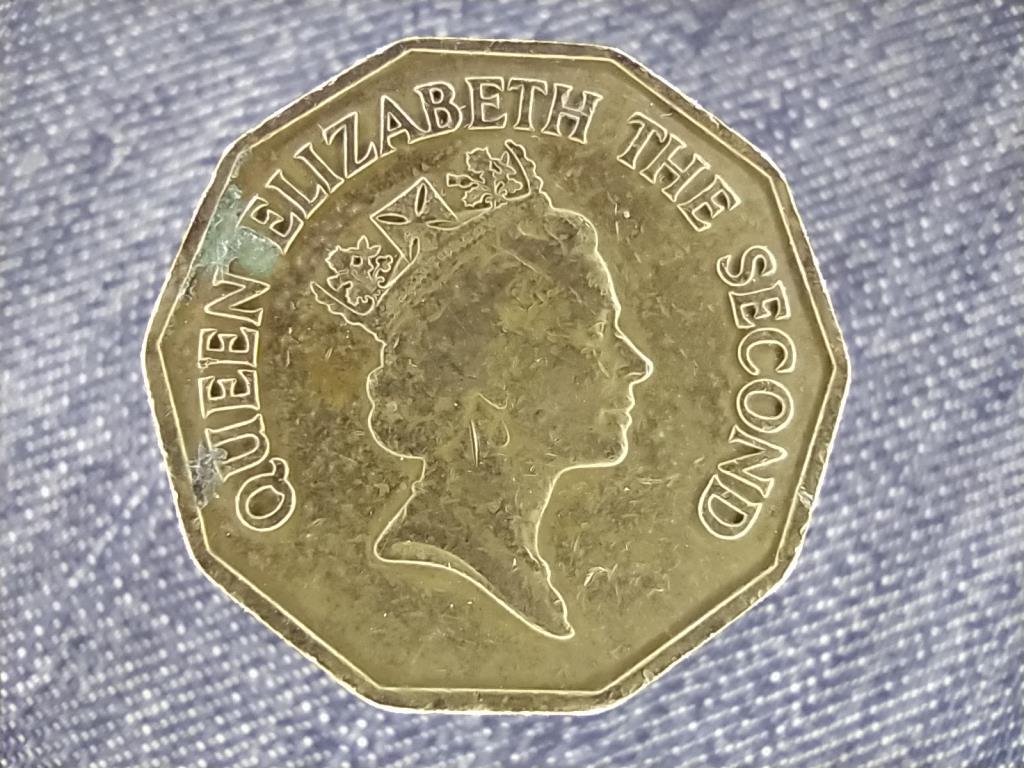 QUEEN ELIZABETH THE SECOND